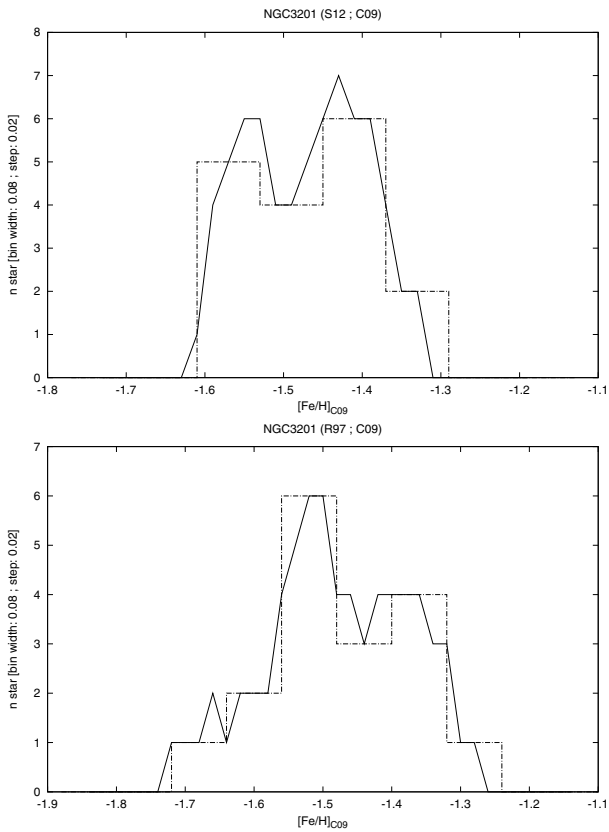 NGC3201 (S12 ; C09)
8
7
6
5
4
3
2
1
0
n star [bin width: 0.08 ; step: 0.02]
-1.8 -1.7 -1.6 -1.5 -1.4 -1.3 -1.2 -1.1
[Fe/H]C09
NGC3201 (R97 ; C09)
7
6
5
4
3
2
1
0
n star [bin width: 0.08 ; step: 0.02]
-1.9 -1.8 -1.7 -1.6 -1.5 -1.4 -1.3 -1.2 -1.1
[Fe/H]C09